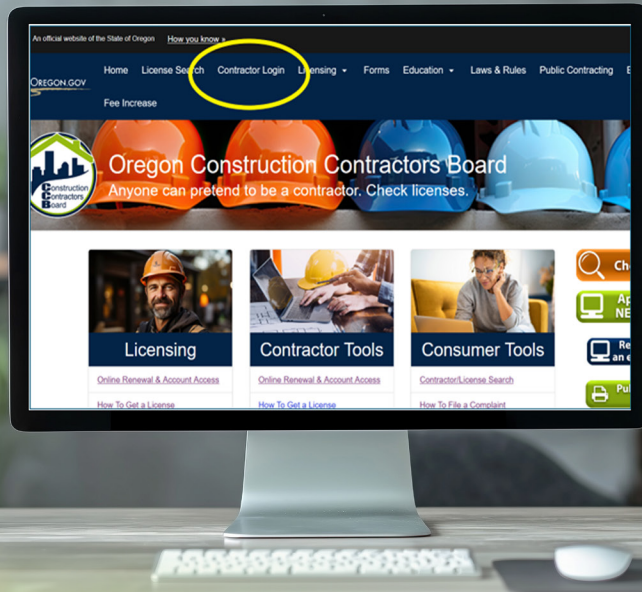 An official website of the State of Oregon How you know »
OREGON.GOV
Home License Search Contractor Login Licensing Forms Education Laws & Rules Public Contracting
Fee Increase
Construction
Contractors
Board
Oregon Construction Contractors Board
Anyone can pretend to be a contractor. Check licenses.
Licensing
Online Renewal & Account Access
How To Get a License
Contractor Tools
Online Renewal & Account Access
How To Get a License
Consumer Tools
Contractor/License Search
How To File a Complaint